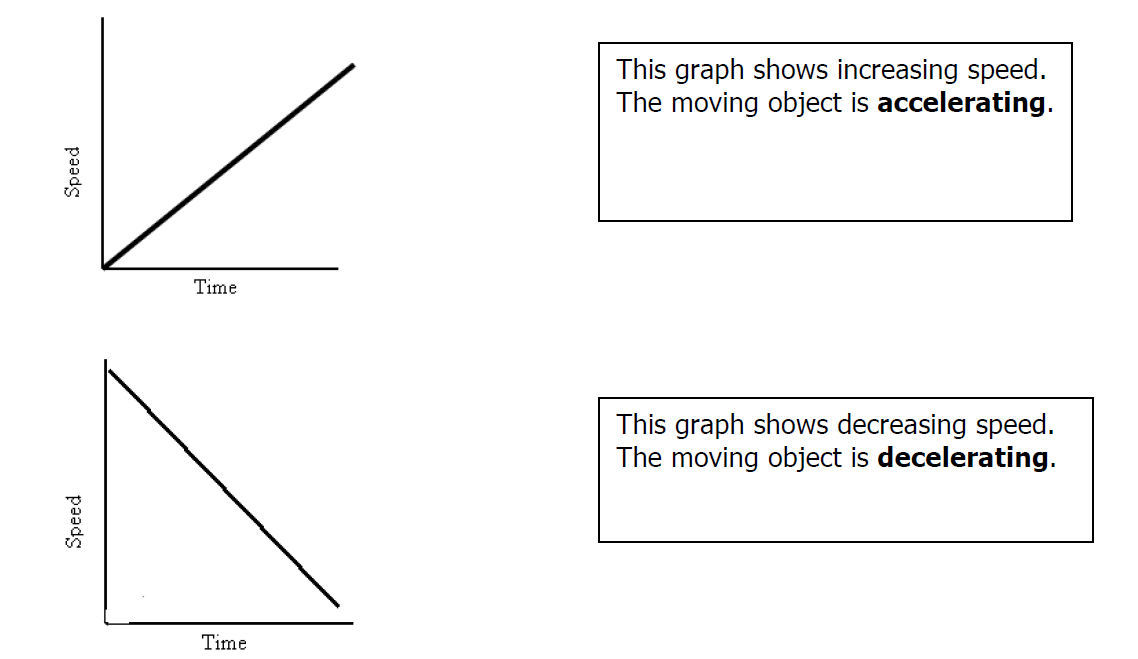 Speed
Time
This graph shows increasing speed.
The moving object is accelerating.
Speed
Time
This graph shows decreasing speed.
The moving object is decelerating.